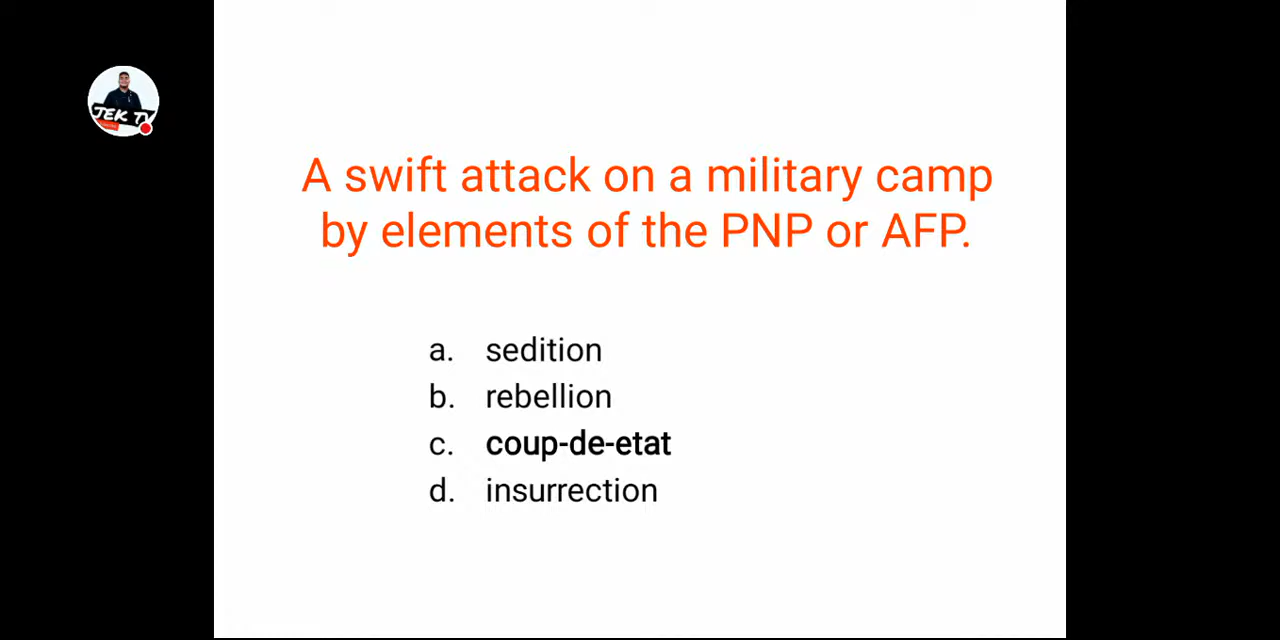 JEK TV
A swift attack on a military camp
by elements of the PNP or AFP.
a. sedition
b. rebellion
c. coup-de-etat
d. insurrection